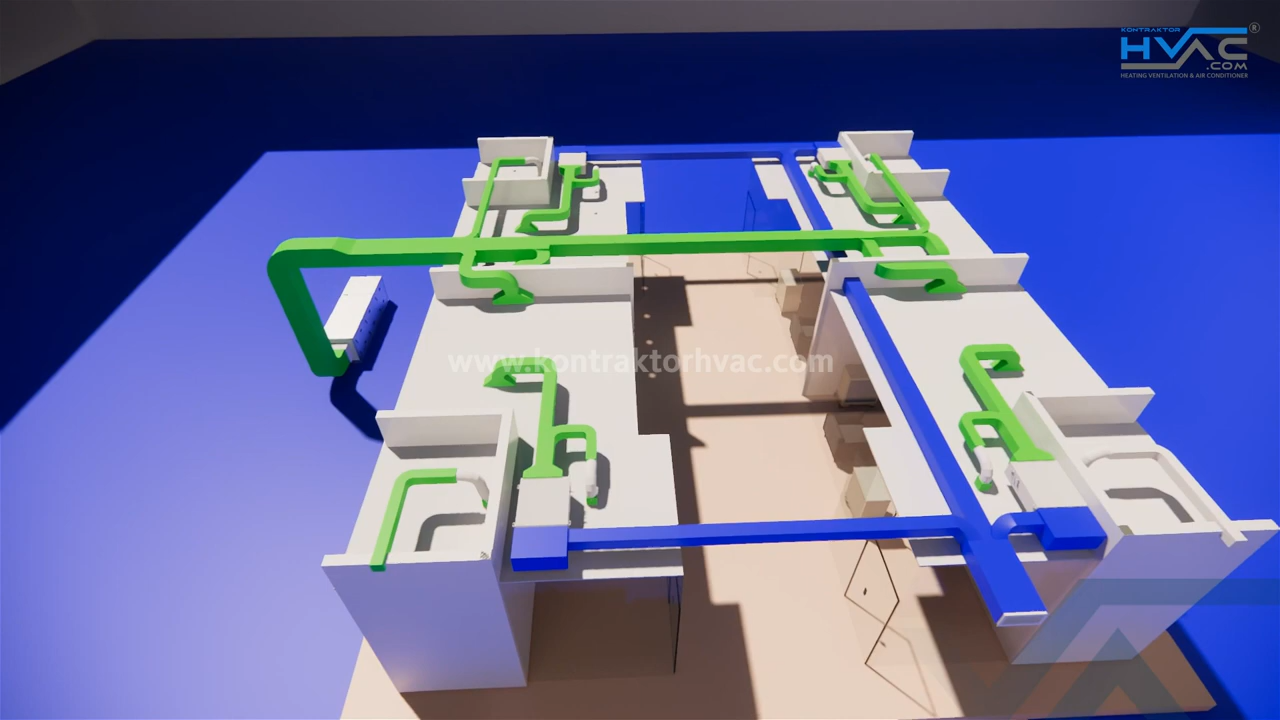 KONTRAKTOR
HVAC®
.COM
HEATING VENTILATION & AIR CONDITIONER
www.kontraktorhvac.com